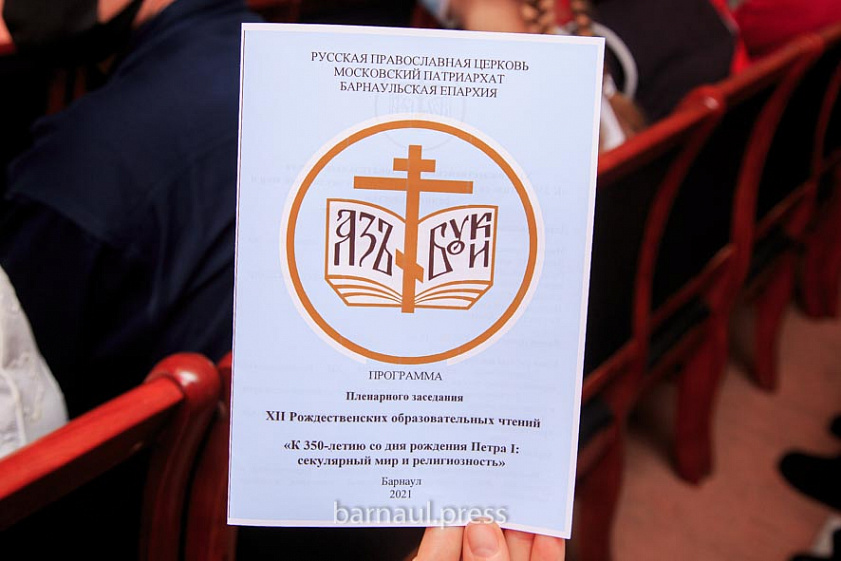 РУССКАЯ ПРАВОСЛАВНАЯ ЦЕРКОВЬ
МОСКОВСКИЙ ПАТРИАРХАТ
БАРНАУЛЬСКАЯ ЕПАРХИЯ
АЗЪ БУКИ
ПРОГРАММА
Пленарного заседания
XII Рождественских образовательных чтений
«К 350-летию со дня рождения Петра I:
секулярный мир и религиозность»
Барнаул
2021
barnaul.press